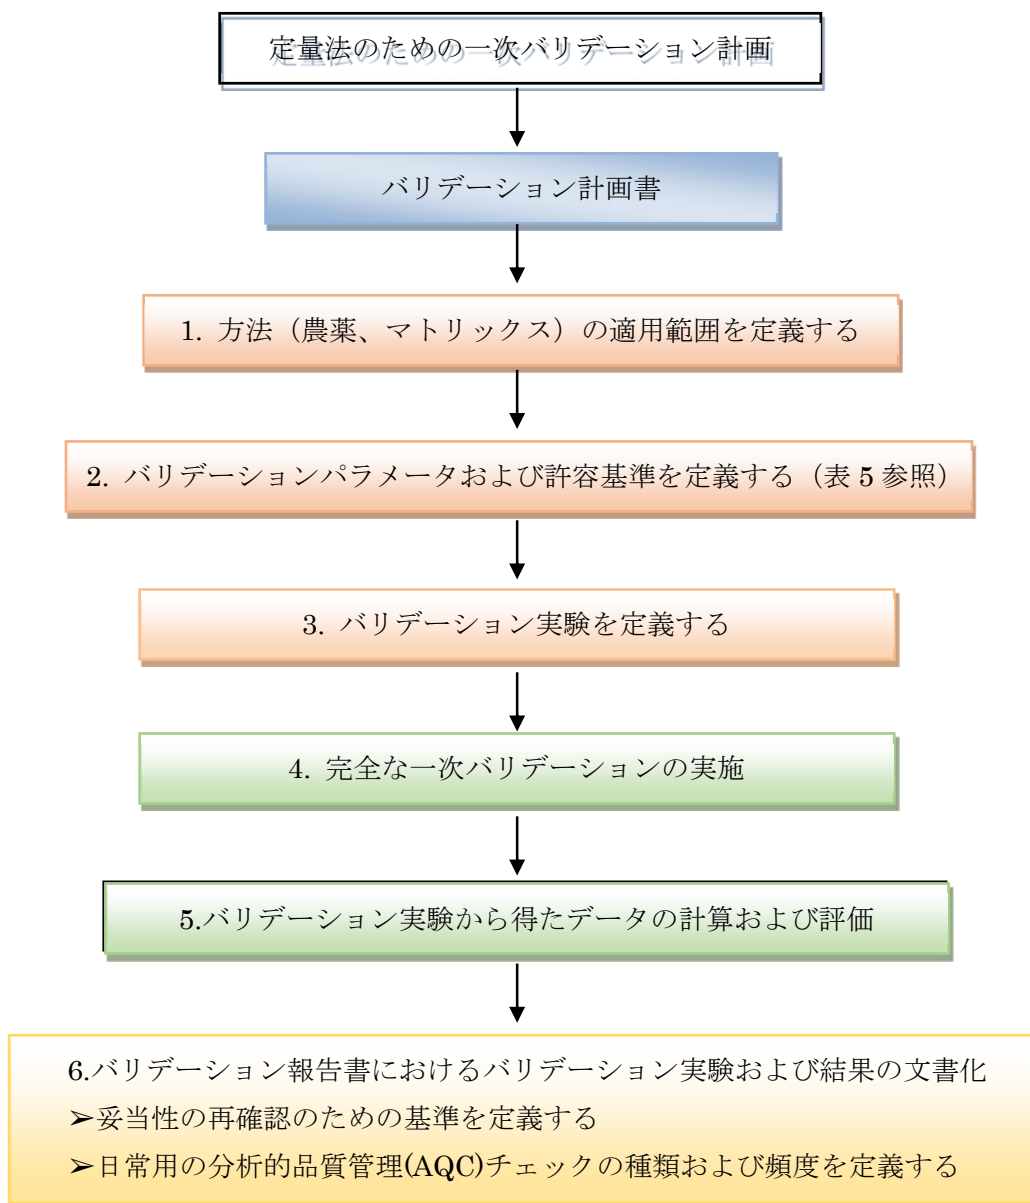 定量法のための一次バリデーション計画
バリデーション計画書
1. 方法（農薬、マトリックス）の適用範囲を定義する
2. バリデーションパラメータおよび許容基準を定義する（表 5 参照）
3. バリデーション実験を定義する
4. 完全な一次バリデーションの実施
5.バリデーション実験から得たデータの計算および評価
6.バリデーション報告書におけるバリデーション実験および結果の文書化
➢妥当性の再確認のための基準を定義する
➢日常用の分析的品質管理(AQC)チェックの種類および頻度を定義する